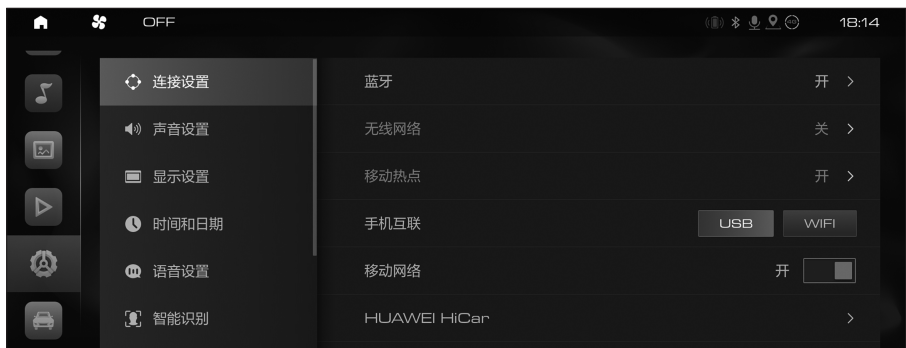 OFF
18:14
连接设置
声音设置
显示设置
时间和日期
语音设置
智能识别
蓝牙 开
无线网络 关
移动热点 开
手机互联 USB WIFI
移动网络 开
HUAWEI HiCar